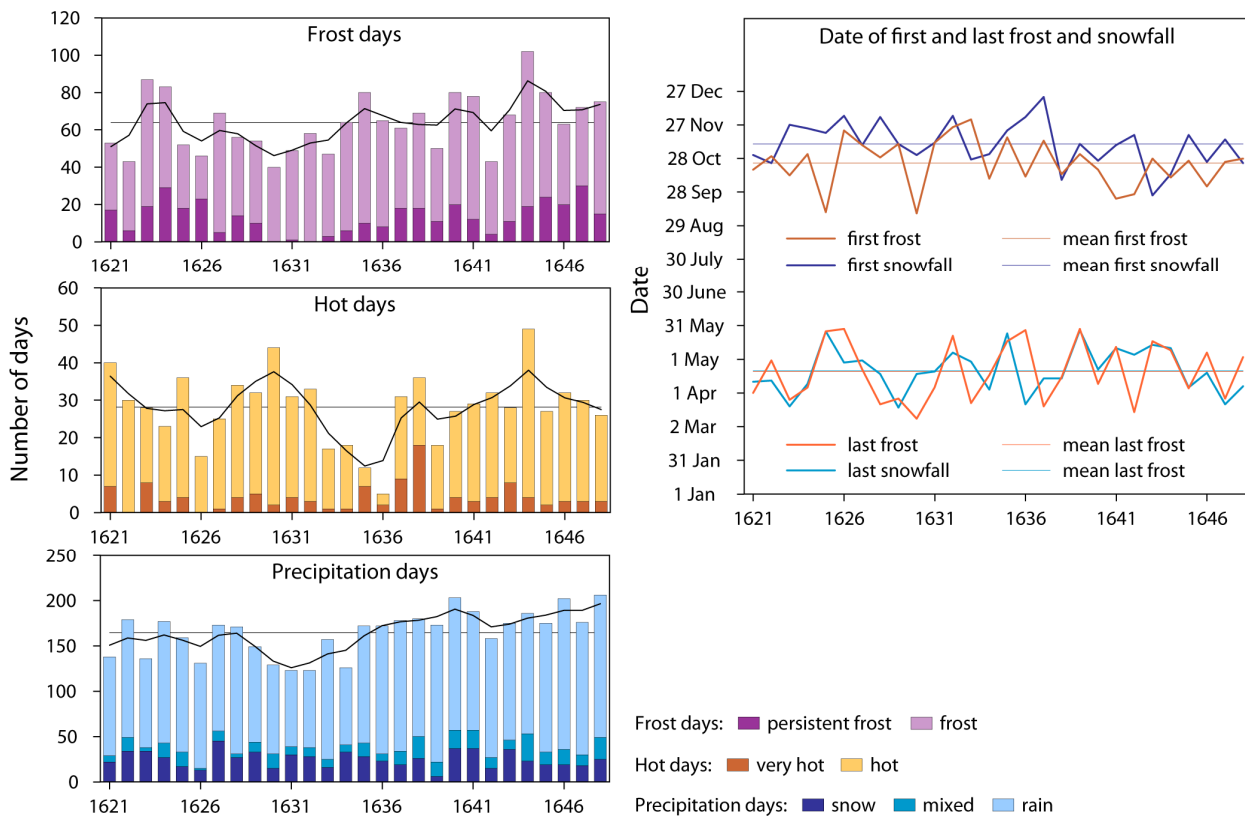 Number of days
Frost days
120
100
80
60
40
20
0
1621 1626 1631 1636 1641 1646
Hot days
60
50
40
30
20
10
0
1621 1626 1631 1636 1641 1646
Precipitation days
250
200
150
100
50
0
1621 1626 1631 1636 1641 1646
Date of first and last frost and snowfall
Date
27 Dec
27 Nov
28 Oct
28 Sep
29 Aug
30 July
30 June
31 May
1 May
1 Apr
2 Mar
31 Jan
1 Jan
first frost mean first frost
first snowfall mean first snowfall
last frost mean last frost
last snowfall mean last frost
1621 1626 1631 1636 1641 1646
Frost days: persistent frost frost
Hot days: very hot hot
Precipitation days: snow mixed rain